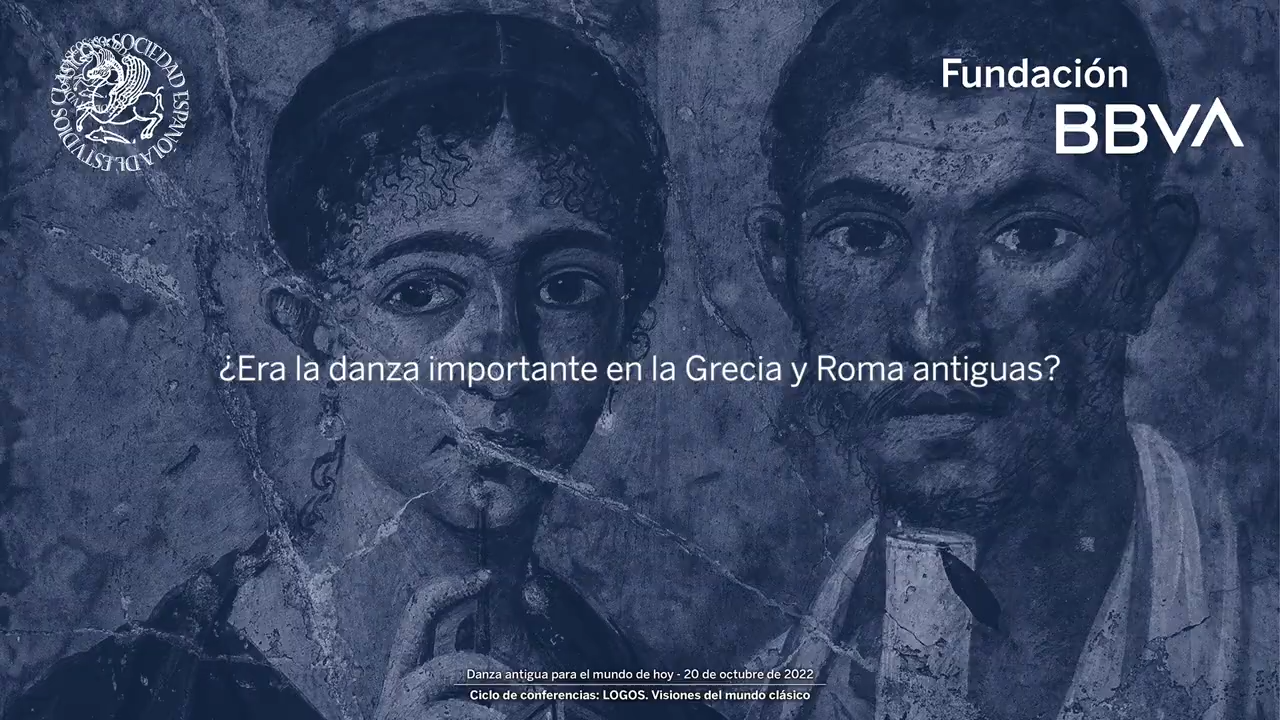 SOCIEDAD ESPAÑOLA DE ESTVDIOS CLÁSICOS
Fundación
BBVA
¿Era la danza importante en la Grecia y Roma antiguas?
Danza antigua para el mundo de hoy - 20 de octubre de 2022
Ciclo de conferencias: LOGOS. Visiones del mundo clásico